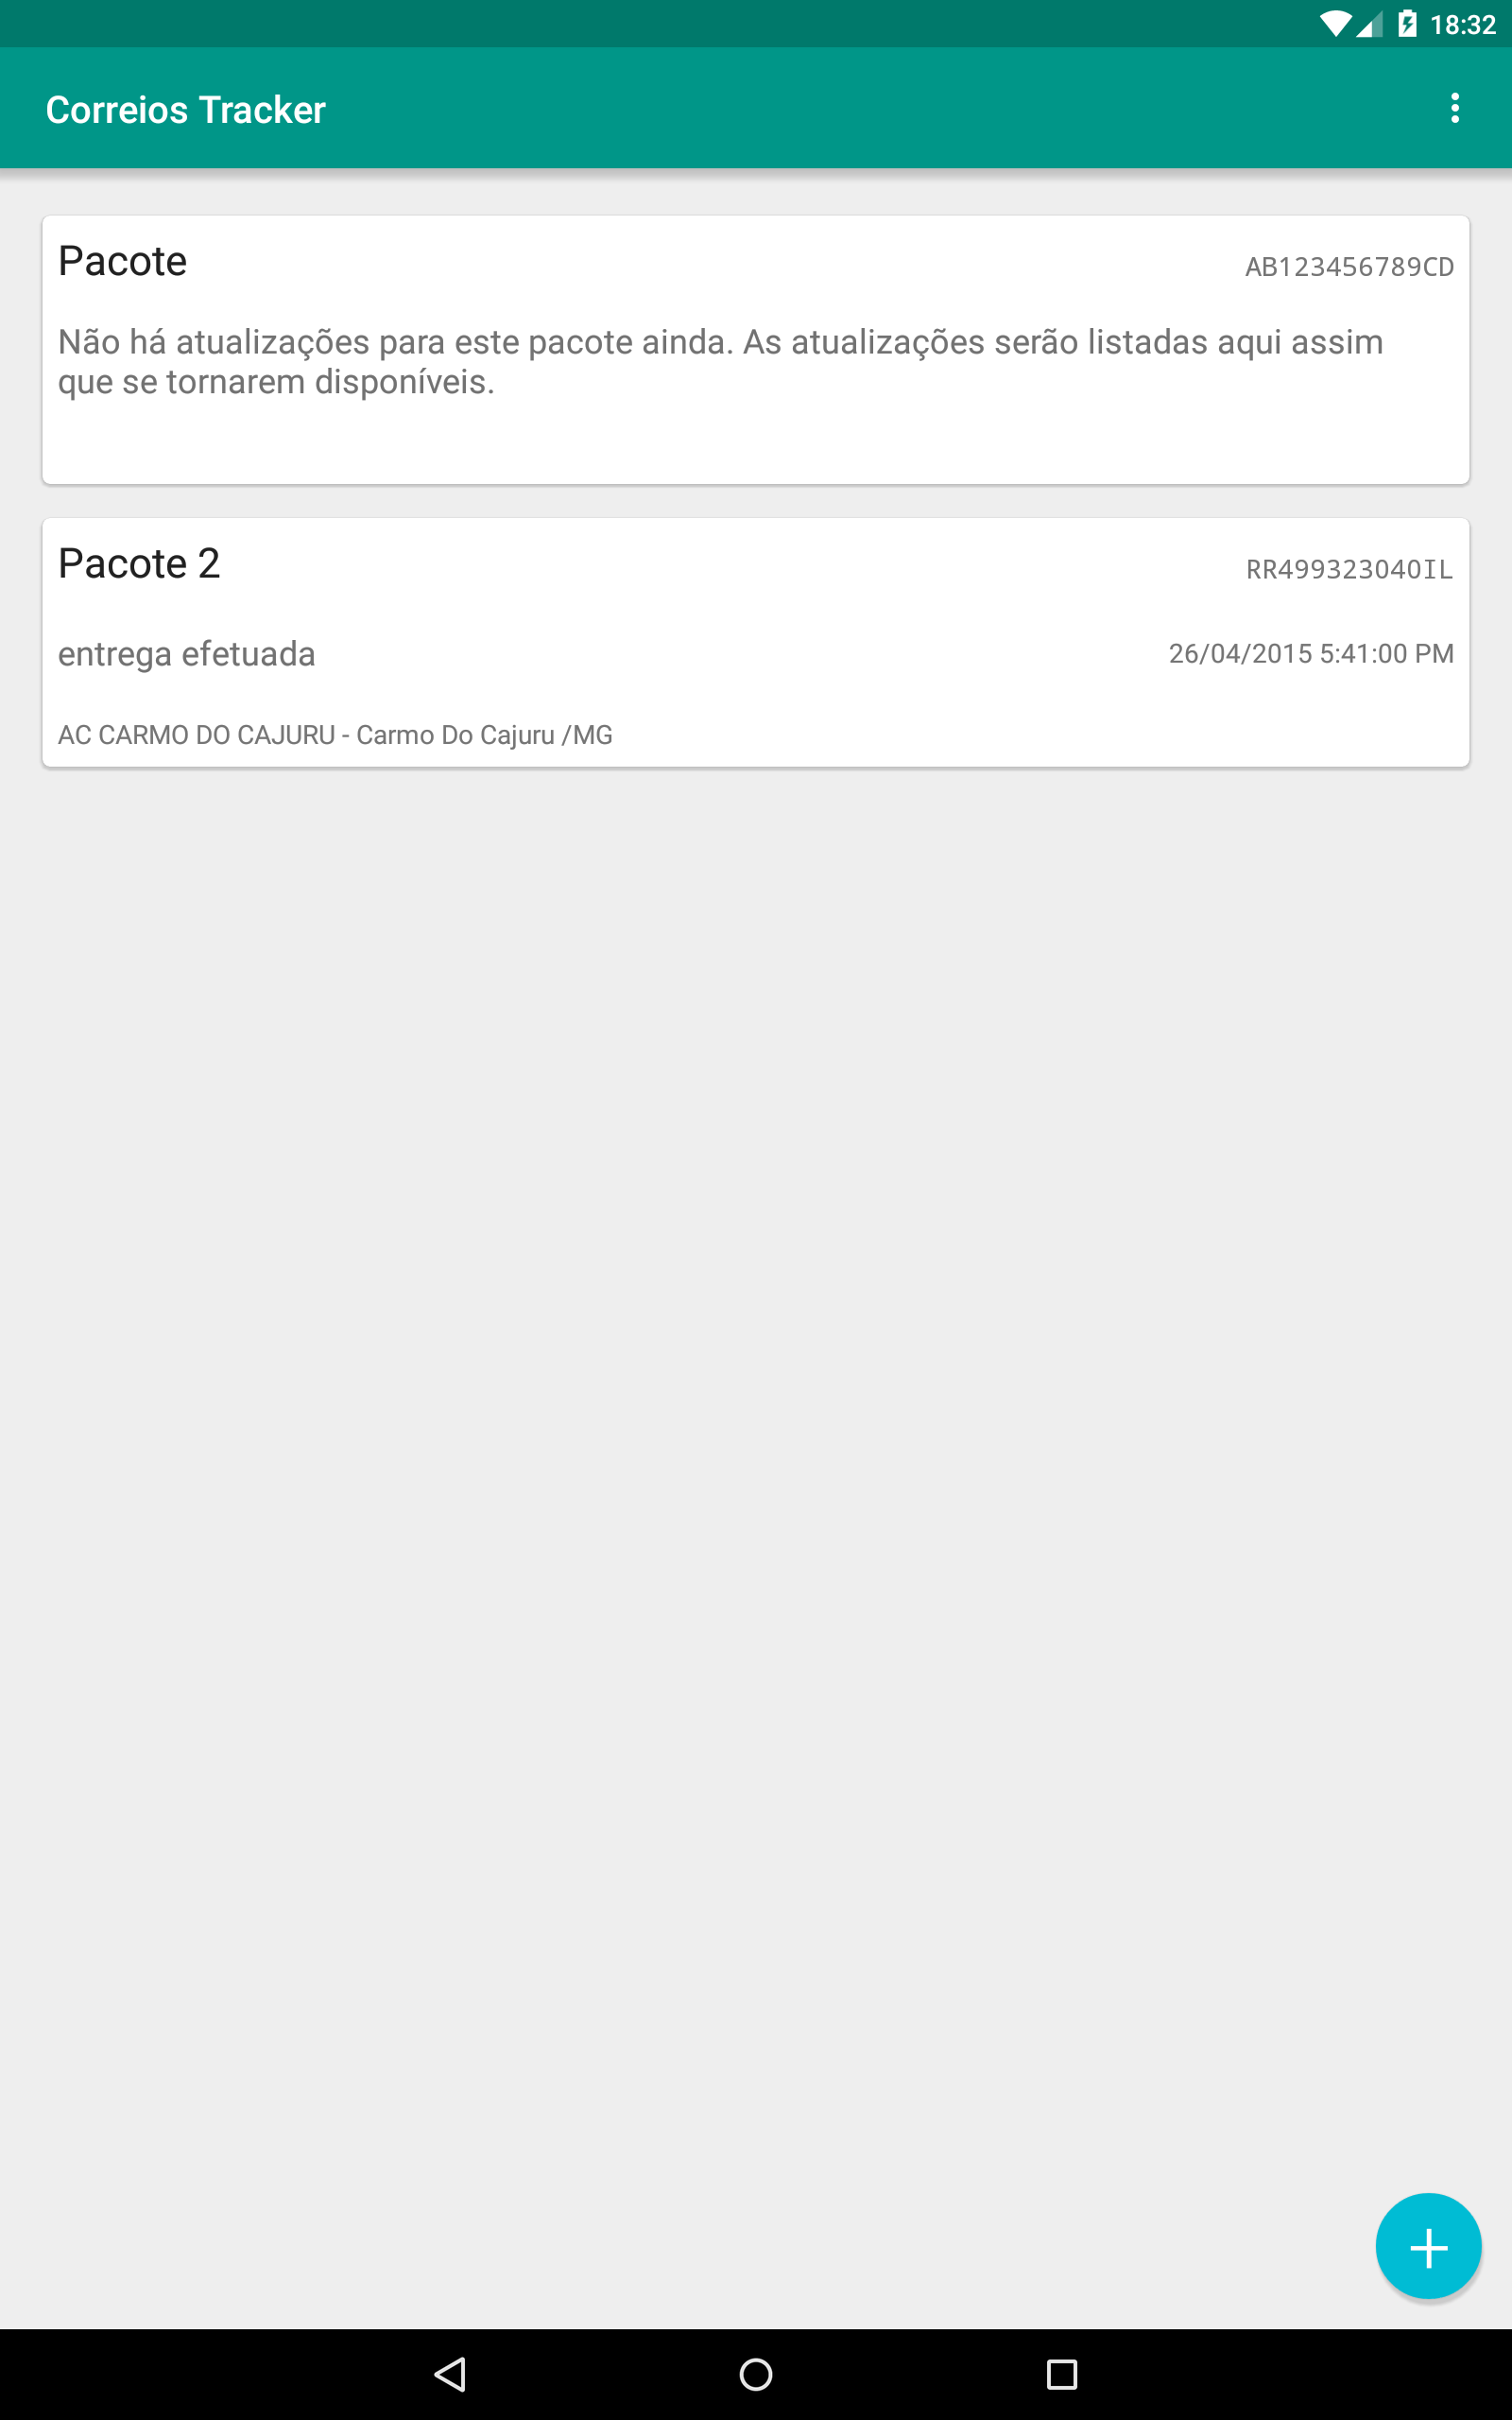 18:32
Correios Tracker
Pacote
AB123456789CD
Não há atualizações para este pacote ainda. As atualizações serão listadas aqui assim
que se tornarem disponíveis.
Pacote 2
RR499323040IL
entrega efetuada
26/04/2015 5:41:00 PM
AC CARMO DO CAJURU - Carmo Do Cajuru /MG